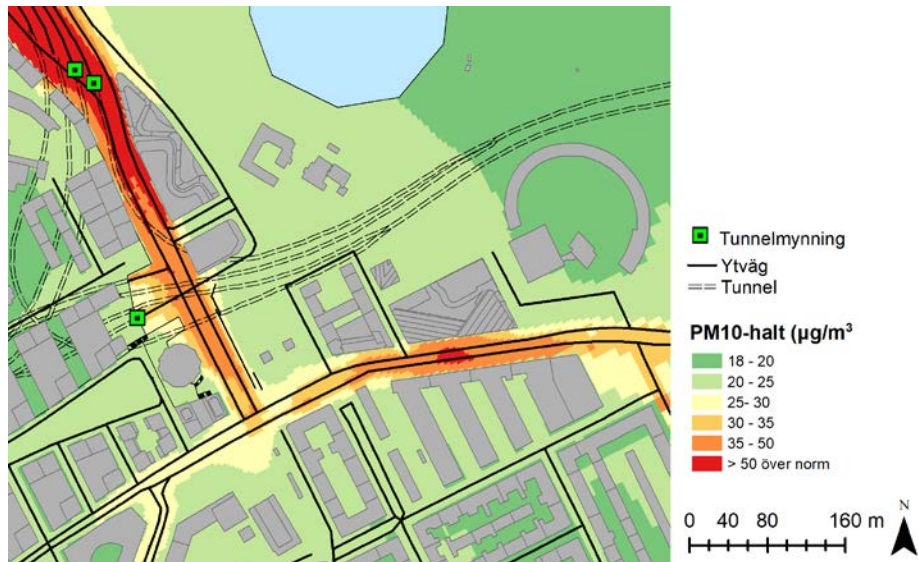 Tunnelmynning
Ytväg
Tunnel
PM10-halt (µg/m³
18 - 20
20 - 25
25- 30
30 - 35
35 - 50
> 50 över norm
0 40 80 160 m
N